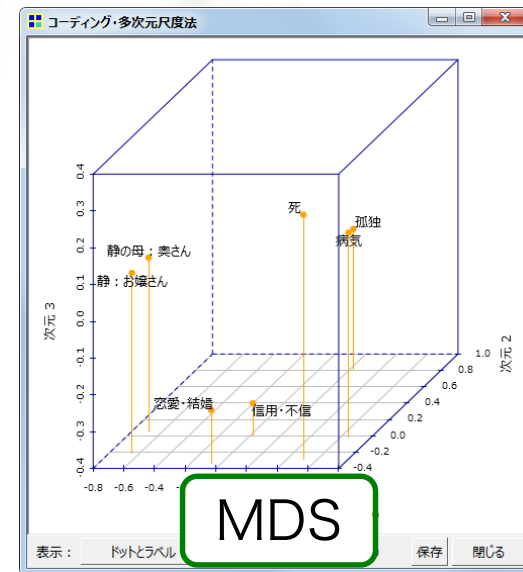 コーディング・多次元尺度法
0.4
0.3
0.2
0.1
0.0
-0.1
-0.2
-0.3
-0.4
次元 3
死
孤独
病気
静の母：奥さん
静：お嬢さん
恋愛・結婚
信用・不信
1.0
0.8
0.6
0.4
0.2
0.0
-0.2
-0.4
次元 2
-0.8 -0.6 -0.4
MDS
表示： ドットとラベル 保存 閉じる